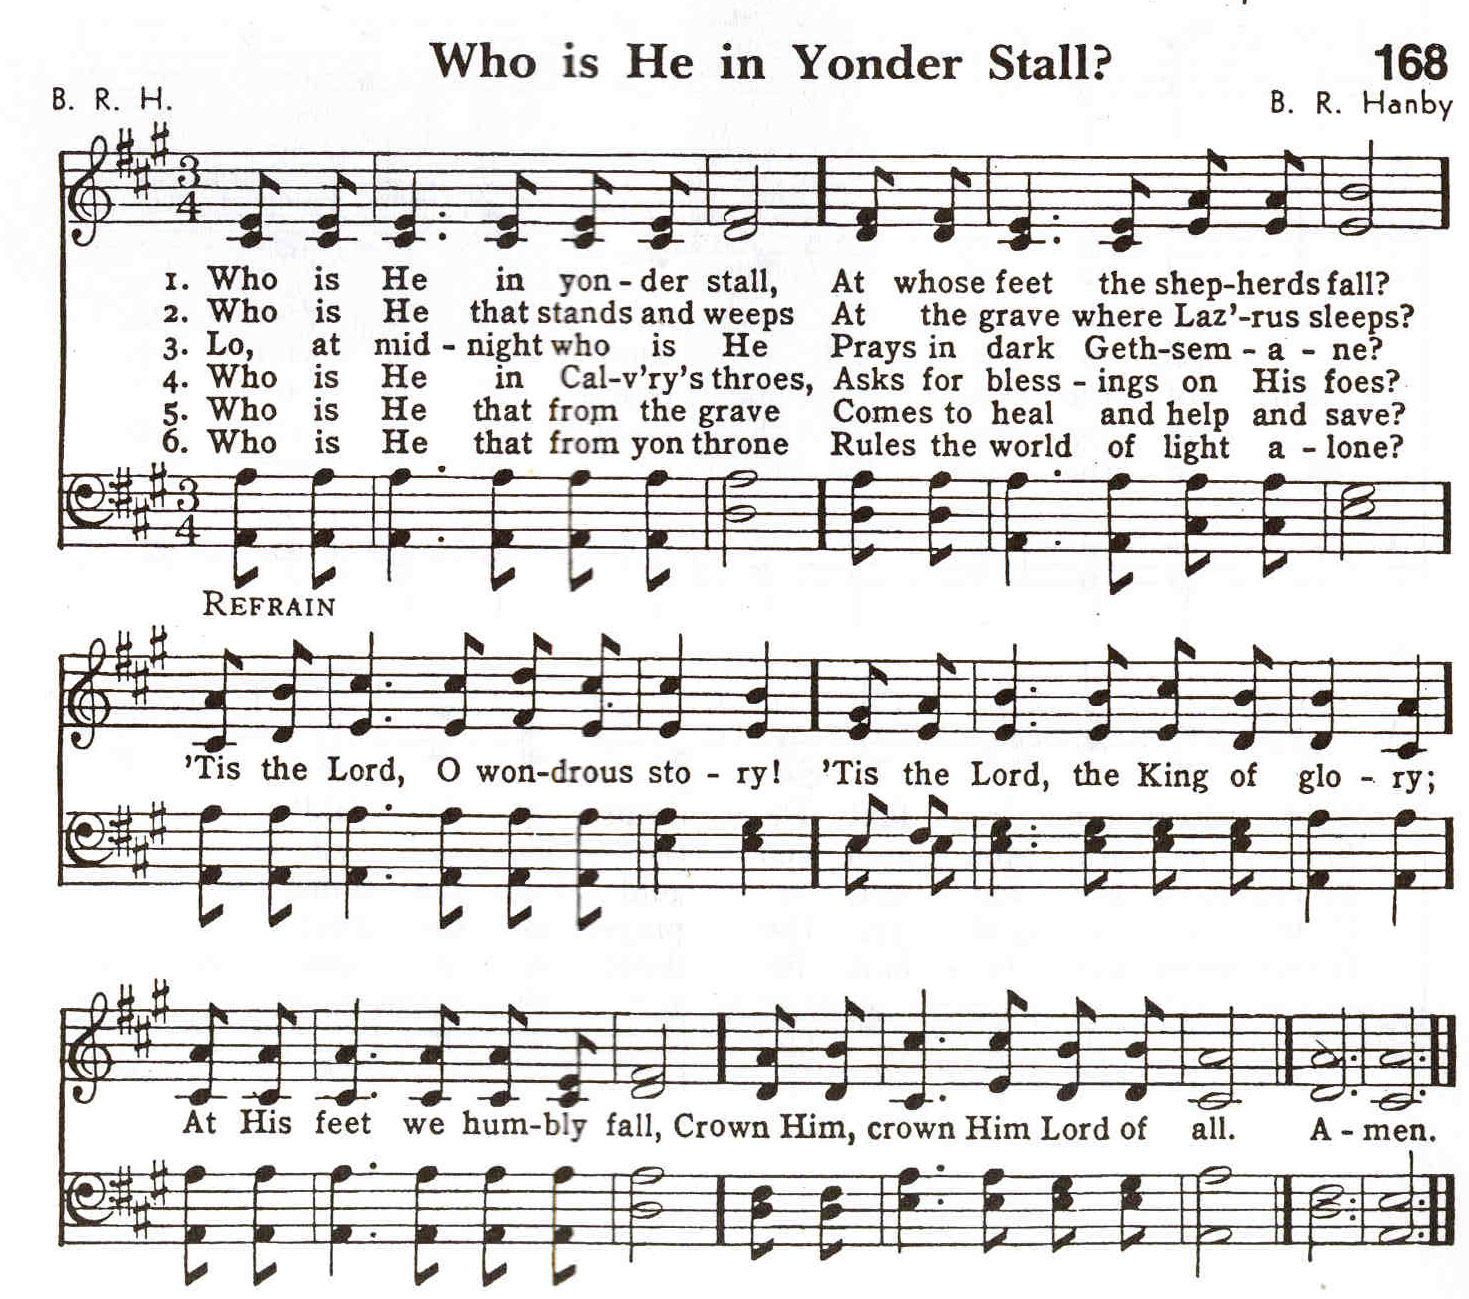 Who is He in Yonder Stall? 168
B. R. H. B. R. Hanby
1. Who is He in yon - der stall, At whose feet the shep-herds fall?
2. Who is He that stands and weeps At the grave where Laz’-rus sleeps?
3. Lo, at mid - night who is He Prays in dark Geth-sem - a - ne?
4. Who is He in Cal-v’ry’s throes, Asks for bless - ings on His foes?
5. Who is He that from the grave Comes to heal and help and save?
6. Who is He that from yon throne Rules the world of light a - lone?
REFRAIN
’Tis the Lord, O won-drous sto - ry! ’Tis the Lord, the King of glo - ry;
At His feet we hum-bly fall, Crown Him, crown Him Lord of all. A - men.